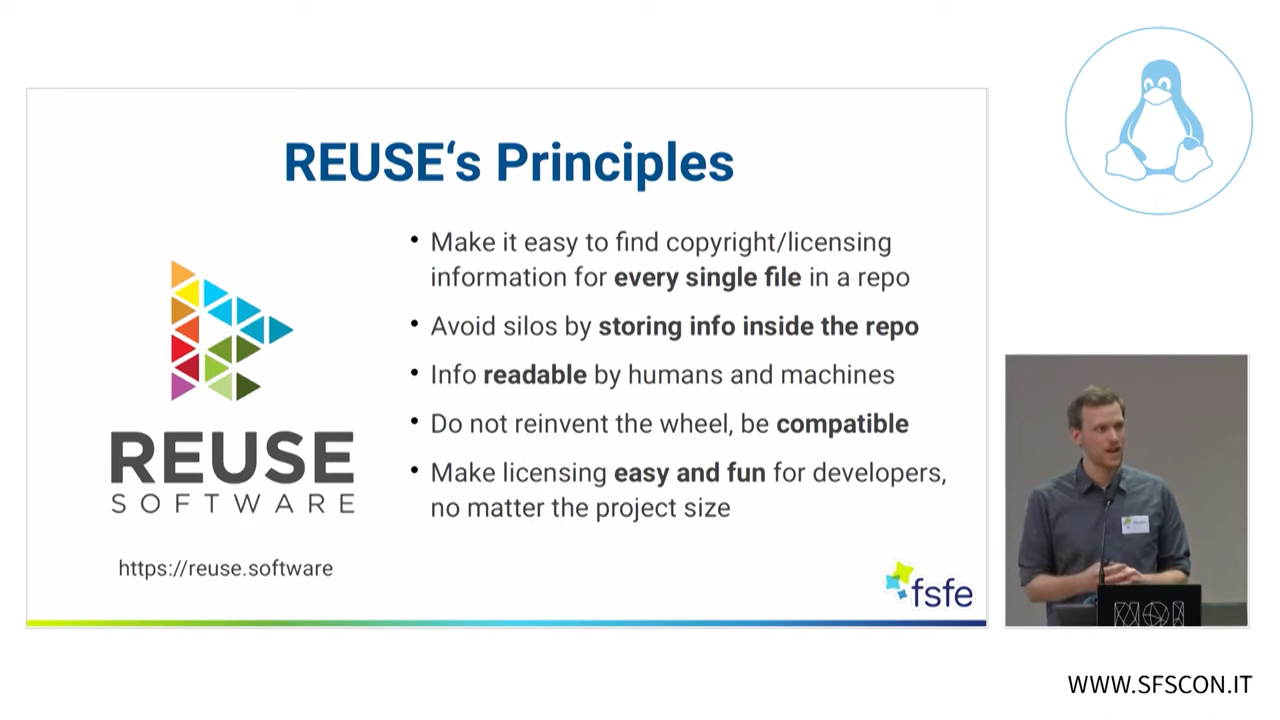 REUSE‘s Principles
• Make it easy to find copyright/licensing
information for every single file in a repo
• Avoid silos by storing info inside the repo
• Info readable by humans and machines
• Do not reinvent the wheel, be compatible
• Make licensing easy and fun for developers,
no matter the project size
REUSE
SOFTWARE
https://reuse.software
fsfe
NOI
WWW.SFSCON.IT